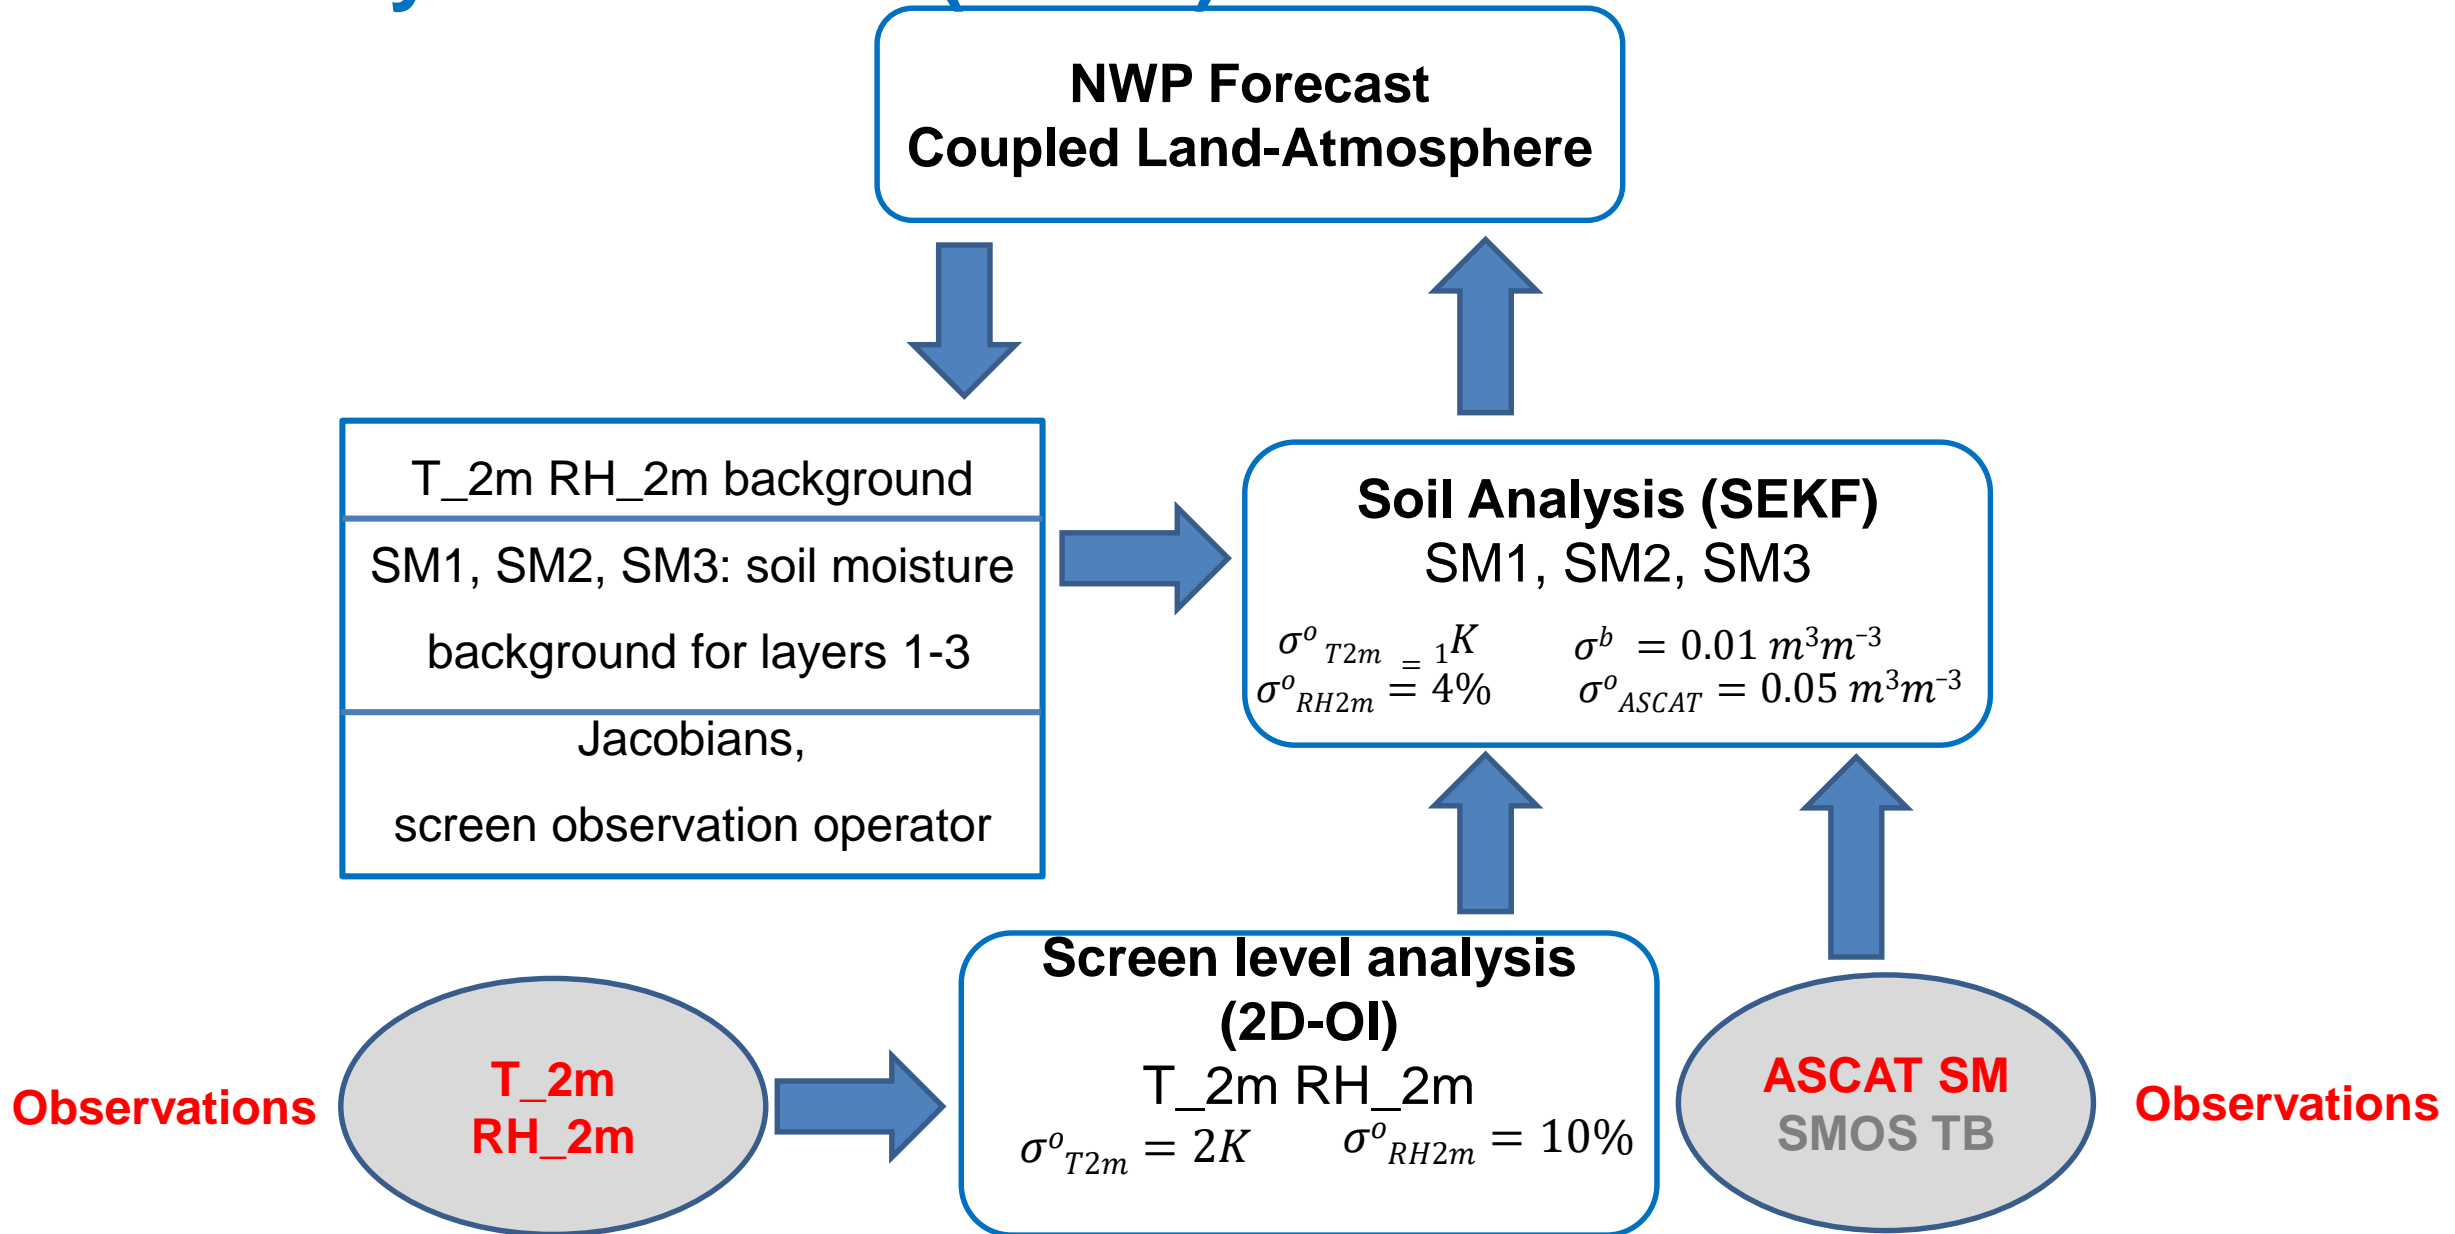 NWP Forecast
Coupled Land-Atmosphere
T_2m RH_2m background
SM1, SM2, SM3: soil moisture
background for layers 1-3
Jacobians,
screen observation operator
Soil Analysis (SEKF)
SM1, SM2, SM3
σ^o_T2m = 1K σ^b = 0.01 m³m⁻³
σ^o_RH2m = 4% σ^o_ASCAT = 0.05 m³m⁻³
Screen level analysis
(2D-OI)
T_2m RH_2m
σ^o_T2m = 2K σ^o_RH2m = 10%
Observations
T_2m
RH_2m
ASCAT SM
SMOS TB
Observations